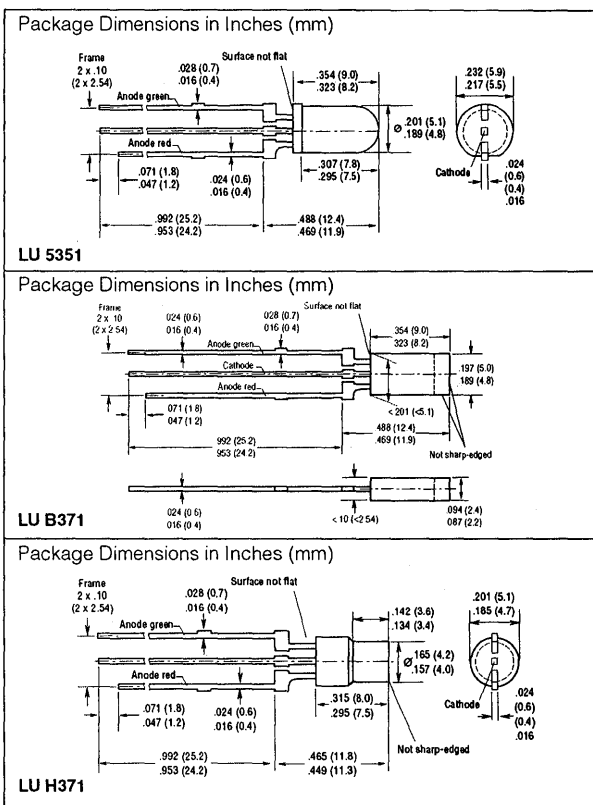 Package Dimensions in Inches (mm)
Frame
2 x .10
(2 x 2.54)
.028 (0.7)
.016 (0.4)
Surface not flat
.354 (9.0)
.323 (8.2)
.232 (5.9)
.217 (5.5)
Anode green
Ø .201 (5.1)
.189 (4.8)
Anode red
Cathode
.071 (1.8)
.047 (1.2)
.024 (0.6)
.016 (0.4)
.307 (7.8)
.295 (7.5)
.024
(0.6)
(0.4)
.016
.992 (25.2)
.953 (24.2)
.488 (12.4)
.469 (11.9)
LU 5351
Package Dimensions in Inches (mm)
Frame
2 x 10
(2 x 2 54)
024 (0.6)
016 (0.4)
028 (0.7)
016 (0.4)
Surface not flat
.354 (9.0)
.323 (8.2)
Anode green
Cathode
.197 (5.0)
.189 (4.8)
Anode red
071 (1.8)
047 (1.2)
< 201 (<5.1)
992 (25.2)
953 (24.2)
.488 (12.4)
.469 (11.9)
Not sharp-edged
024 (0.6)
016 (0.4)
< 10 (<2 54)
.094 (2.4)
087 (2.2)
LU B371
Package Dimensions in Inches (mm)
Frame
2 x .10
(2 x 2.54)
.028 (0.7)
.016 (0.4)
Surface not flat
.142 (3.6)
.134 (3.4)
.201 (5.1)
.185 (4.7)
Anode green
Ø .165 (4.2)
.157 (4.0)
Anode red
Cathode
.071 (1.8)
.047 (1.2)
.024 (0.6)
.016 (0.4)
.315 (8.0)
.295 (7.5)
.024
(0.6)
(0.4)
.016
Not sharp-edged
.992 (25.2)
.953 (24.2)
.465 (11.8)
.449 (11.3)
LU H371